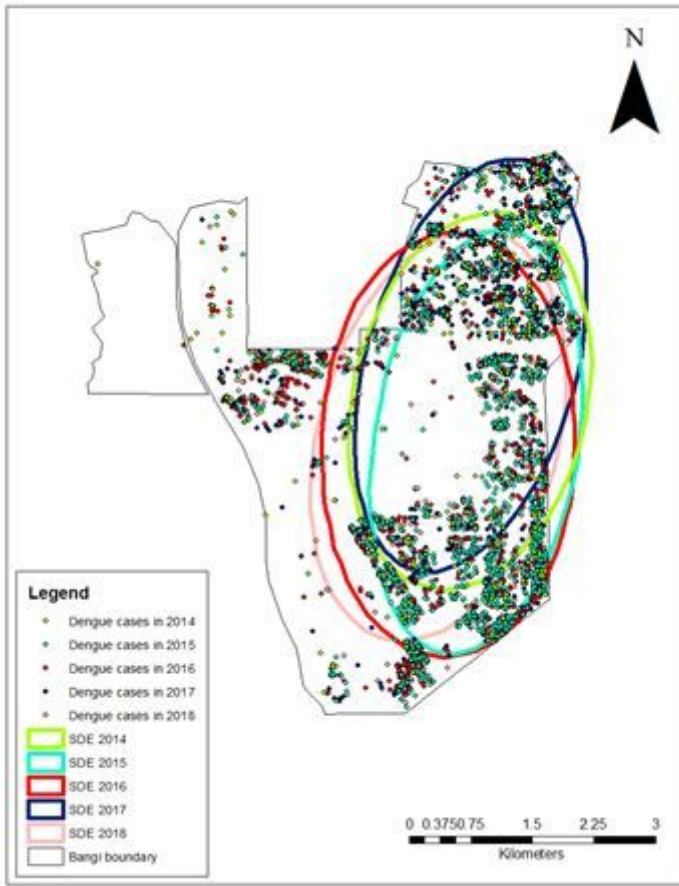 N
Legend
Dengue cases in 2014
Dengue cases in 2015
Dengue cases in 2016
Dengue cases in 2017
Dengue cases in 2018
SDE 2014
SDE 2015
SDE 2016
SDE 2017
SDE 2018
Bangi boundary
0 0.3750.75 1.5 2.25 3
Kilometers